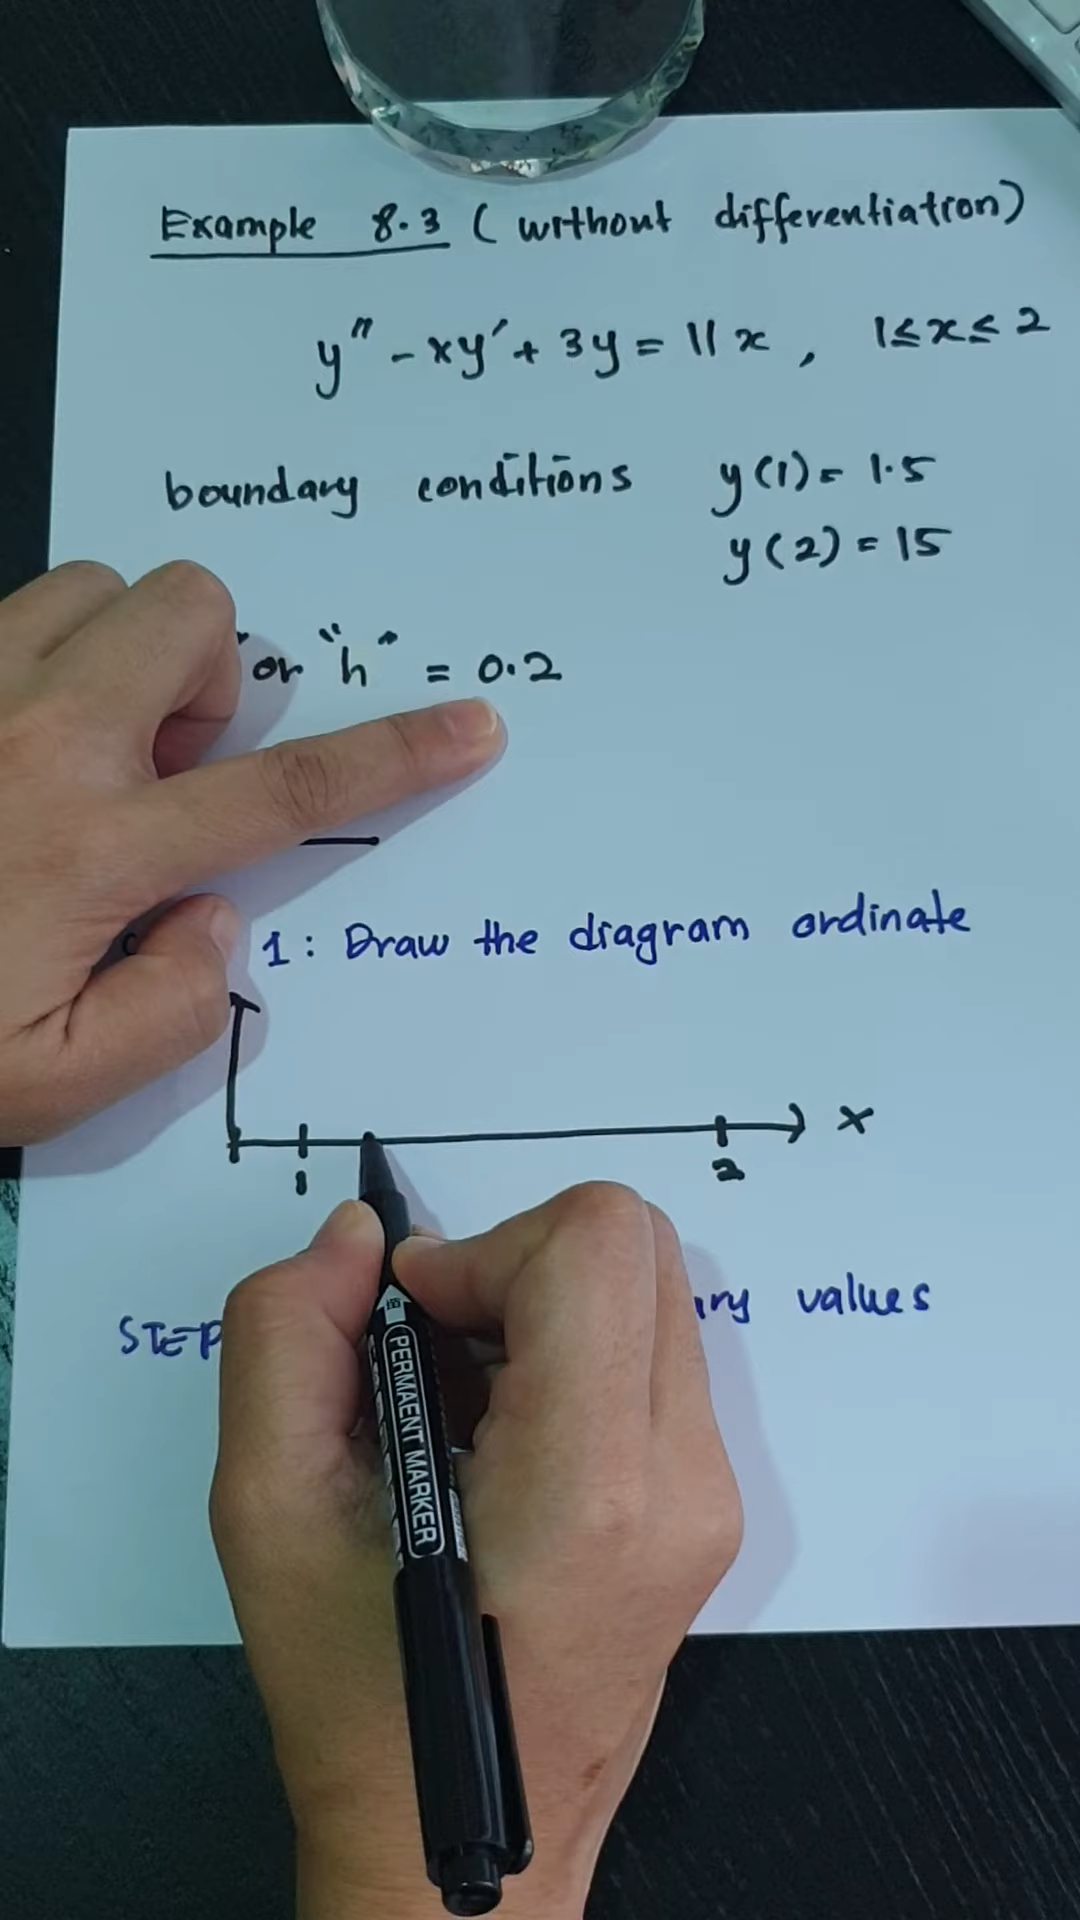 Example 8.3 (without differentiation)
y" - xy' + 3y = 11x , 1≤x≤2
boundary conditions y(1) = 1.5
y(2) = 15
or "h" = 0.2
1: Draw the diagram ordinate
x
1 2
STEP values
PERMAENT MARKER